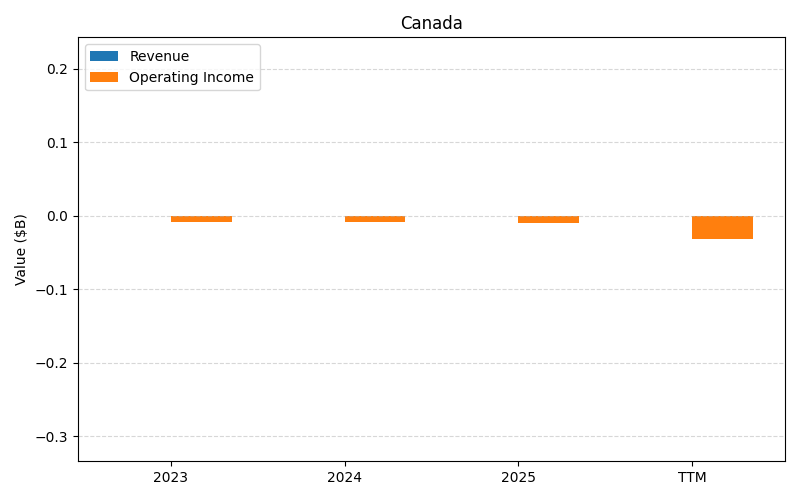 Canada
Revenue
Operating Income
Value ($B)
0.2
0.1
0.0
−0.1
−0.2
−0.3
2023 2024 2025 TTM